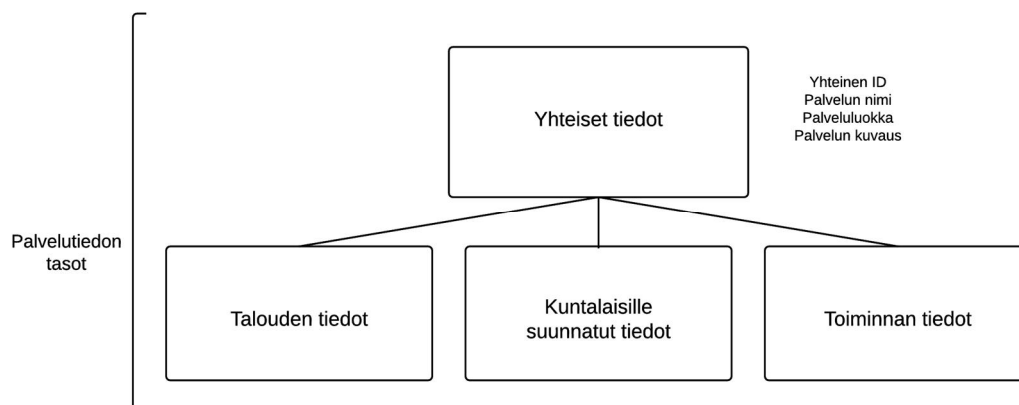 Yhteiset tiedot
Yhteinen ID
Palvelun nimi
Palveluluokka
Palvelun kuvaus
Palvelutiedon
tasot
Talouden tiedot
Kuntalaisille
suunnatut tiedot
Toiminnan tiedot